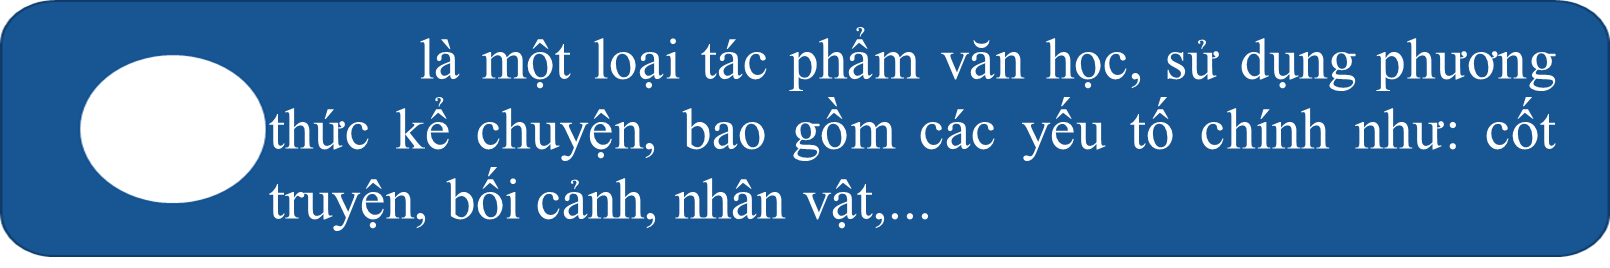 là một loại tác phẩm văn học, sử dụng phương
thức kể chuyện, bao gồm các yếu tố chính như: cốt
truyện, bối cảnh, nhân vật,...